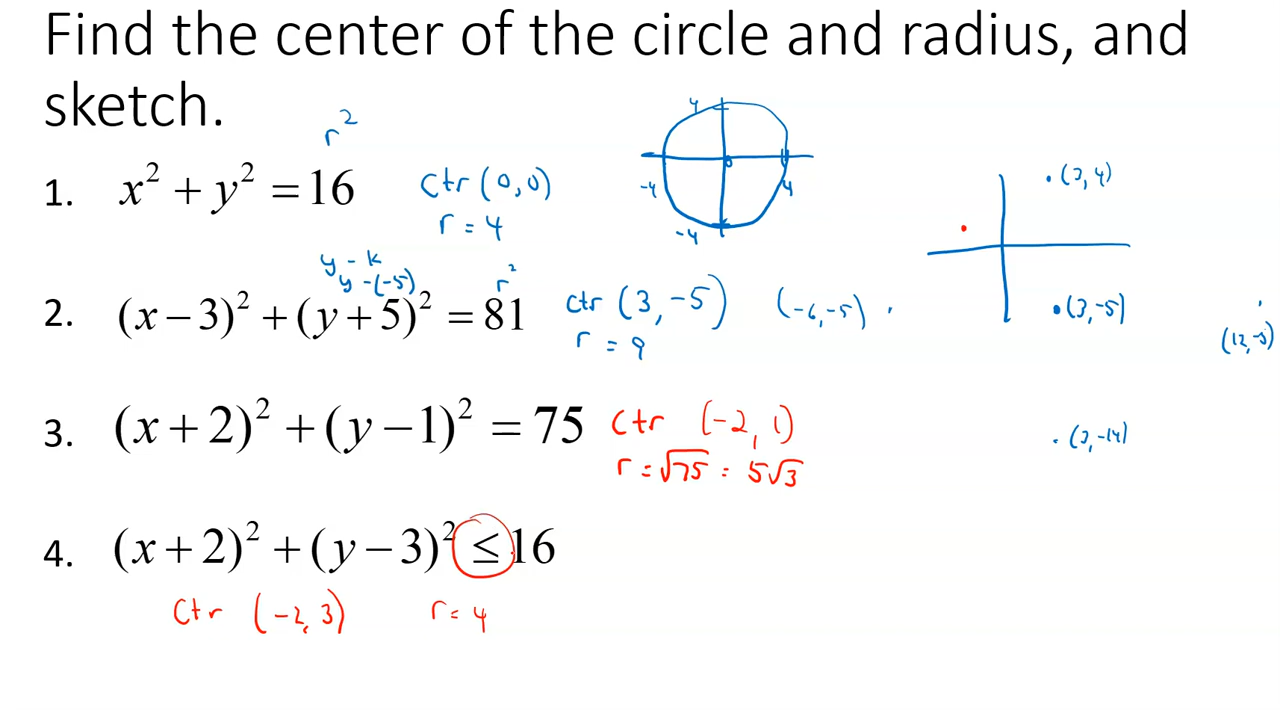 Find the center of the circle and radius, and
sketch.
r²
1. x² + y² = 16
Ctr (0,0)
r = 4
4
-4
4
-4
y - k
y - (-5)
r²
2. (x − 3)² + (y + 5)² = 81
Ctr (3, -5)
r = 9
(-6,-5)
(3,4)
(3,-5)
(12,-5)
(3,-14)
3. (x + 2)² + (y − 1)² = 75
Ctr (-2, 1)
r = √75 = 5√3
4. (x + 2)² + (y − 3)² ≤ 16
Ctr (-2, 3) r = 4